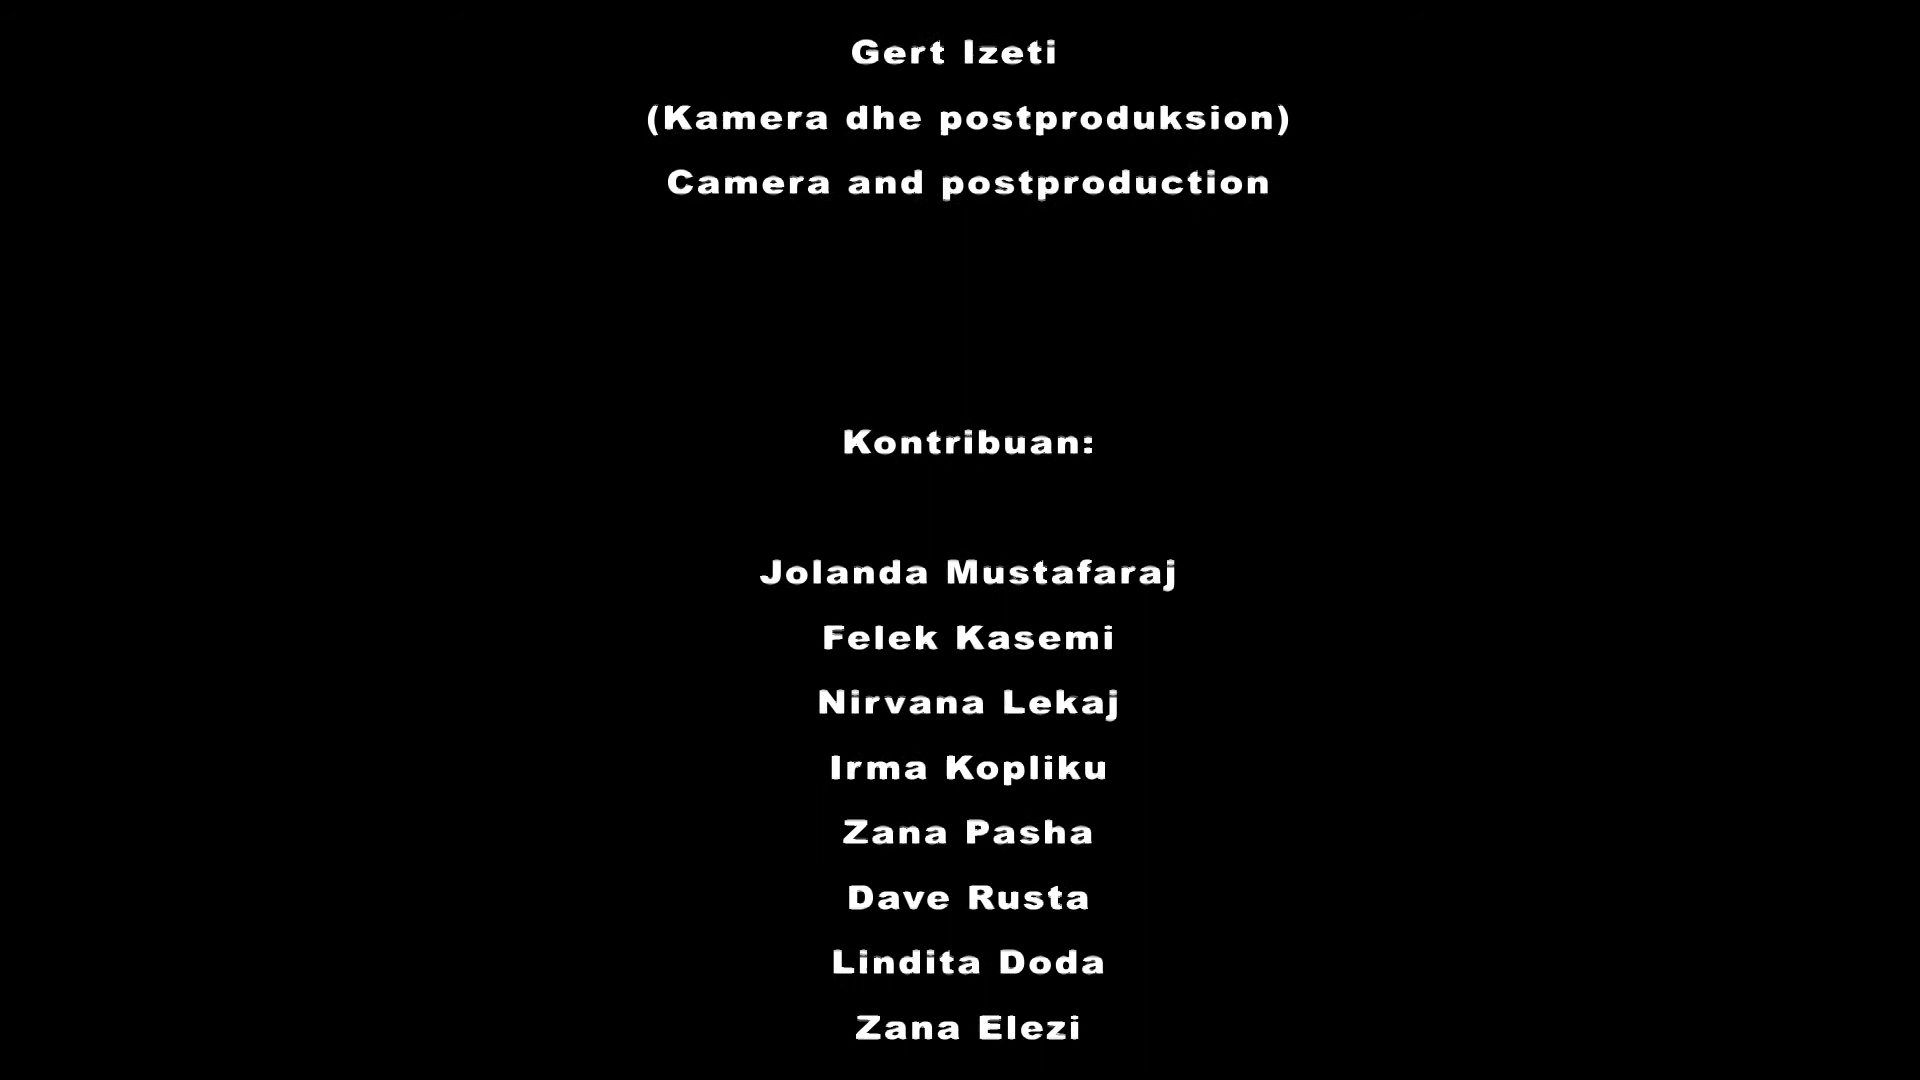 Gert Izeti
(Kamera dhe postproduksion)
Camera and postproduction
Kontribuan:
Jolanda Mustafaraj
Felek Kasemi
Nirvana Lekaj
Irma Kopliku
Zana Pasha
Dave Rusta
Lindita Doda
Zana Elezi